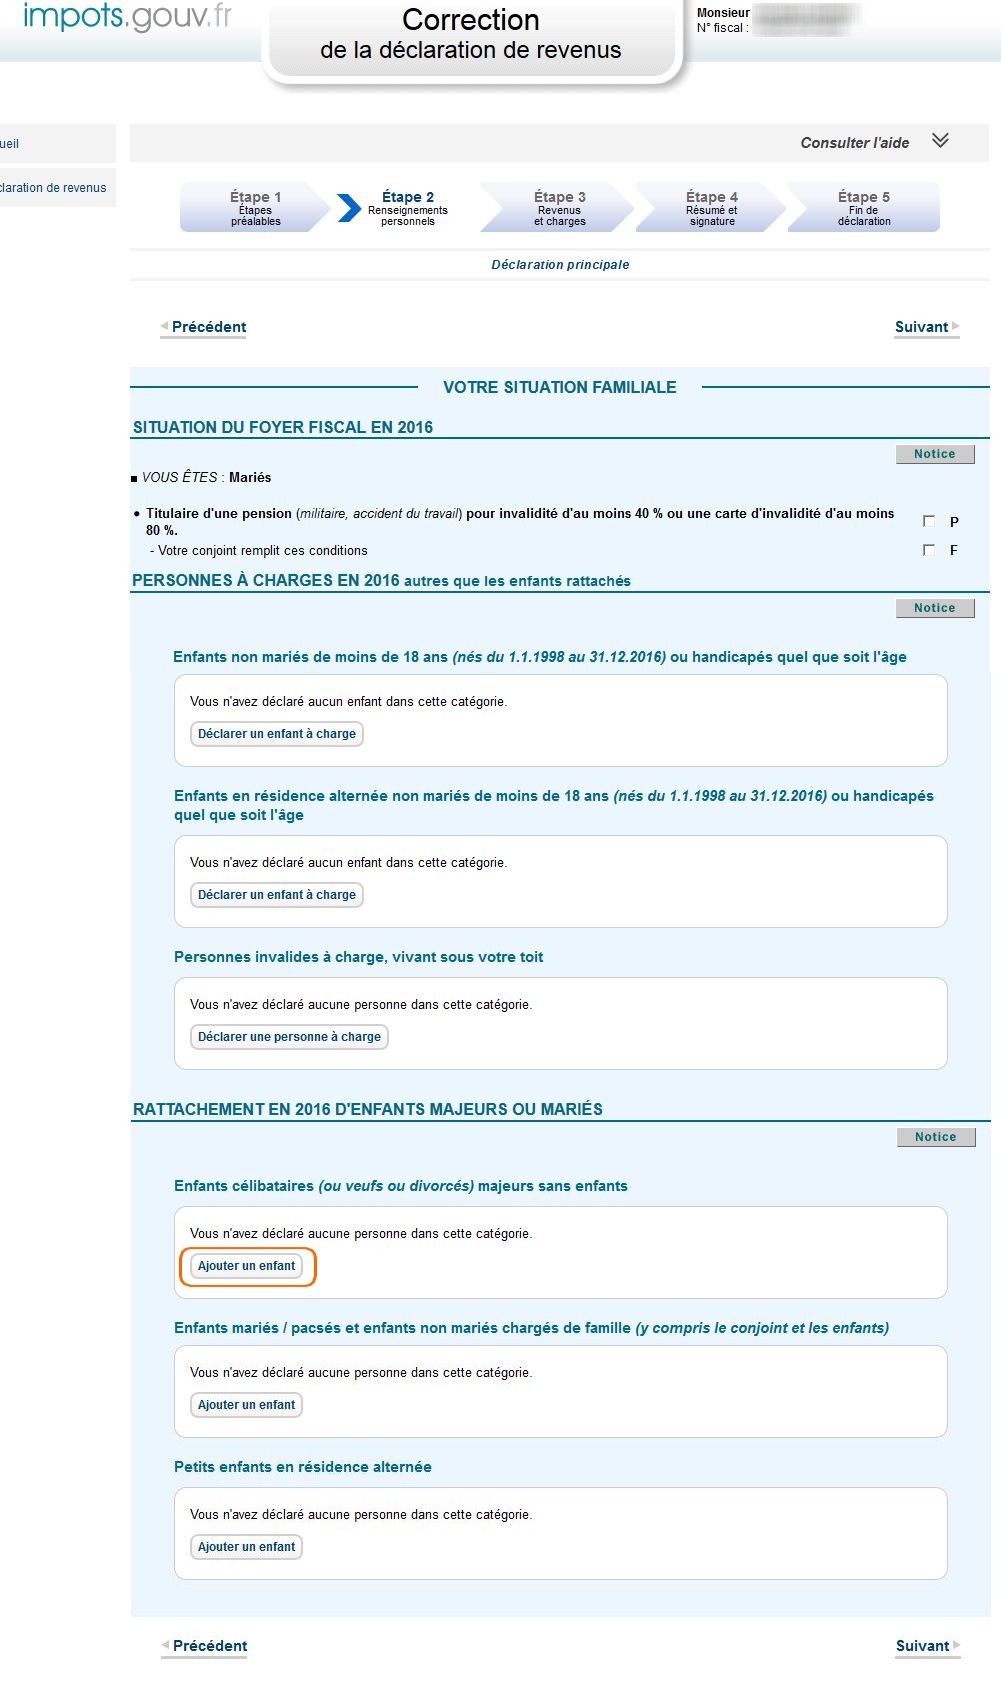 impots.gouv.fr
Correction
de la déclaration de revenus
Monsieur
N° fiscal :
ueil
claration de revenus
Consulter l'aide
Étape 1
Étapes
préalables
Étape 2
Renseignements
personnels
Étape 3
Revenus
et charges
Étape 4
Résumé et
signature
Étape 5
Fin de
déclaration
Déclaration principale
Précédent
Suivant
VOTRE SITUATION FAMILIALE
SITUATION DU FOYER FISCAL EN 2016
Notice
VOUS ÊTES : Mariés
Titulaire d'une pension (militaire, accident du travail) pour invalidité d'au moins 40 % ou une carte d'invalidité d'au moins
80 %.
P
- Votre conjoint remplit ces conditions
F
PERSONNES À CHARGES EN 2016 autres que les enfants rattachés
Notice
Enfants non mariés de moins de 18 ans (nés du 1.1.1998 au 31.12.2016) ou handicapés quel que soit l'âge
Vous n'avez déclaré aucun enfant dans cette catégorie.
Déclarer un enfant à charge
Enfants en résidence alternée non mariés de moins de 18 ans (nés du 1.1.1998 au 31.12.2016) ou handicapés
quel que soit l'âge
Vous n'avez déclaré aucun enfant dans cette catégorie.
Déclarer un enfant à charge
Personnes invalides à charge, vivant sous votre toit
Vous n'avez déclaré aucune personne dans cette catégorie.
Déclarer une personne à charge
RATTACHEMENT EN 2016 D'ENFANTS MAJEURS OU MARIÉS
Notice
Enfants célibataires (ou veufs ou divorcés) majeurs sans enfants
Vous n'avez déclaré aucune personne dans cette catégorie.
Ajouter un enfant
Enfants mariés / pacsés et enfants non mariés chargés de famille (y compris le conjoint et les enfants)
Vous n'avez déclaré aucune personne dans cette catégorie.
Ajouter un enfant
Petits enfants en résidence alternée
Vous n'avez déclaré aucune personne dans cette catégorie.
Ajouter un enfant
Précédent
Suivant